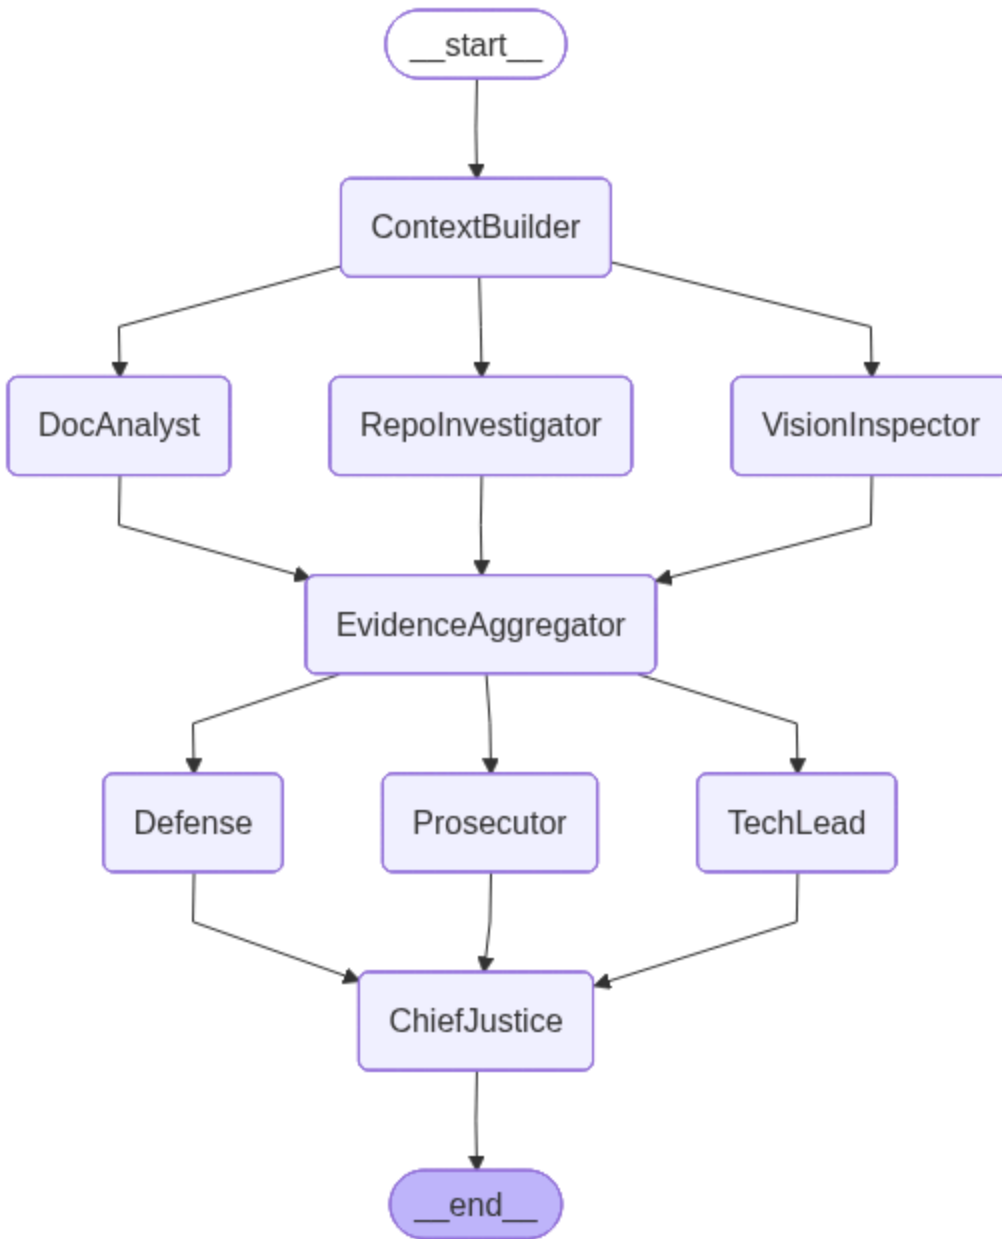 __start__
ContextBuilder
DocAnalyst
RepoInvestigator
VisionInspector
EvidenceAggregator
Defense
Prosecutor
TechLead
ChiefJustice
__end__